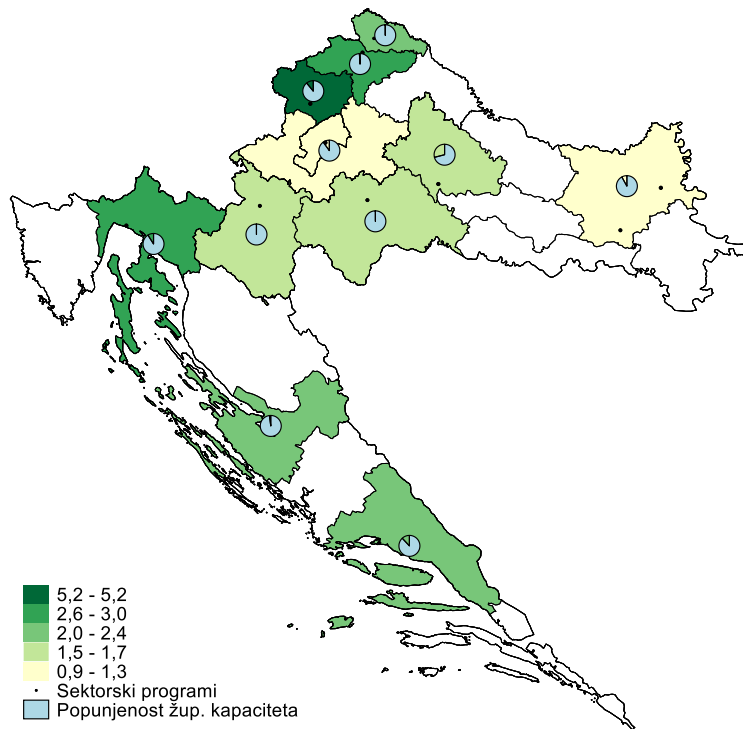 5,2 - 5,2
2,6 - 3,0
2,0 - 2,4
1,5 - 1,7
0,9 - 1,3
Sektorski programi
Popunjenost žup. kapaciteta